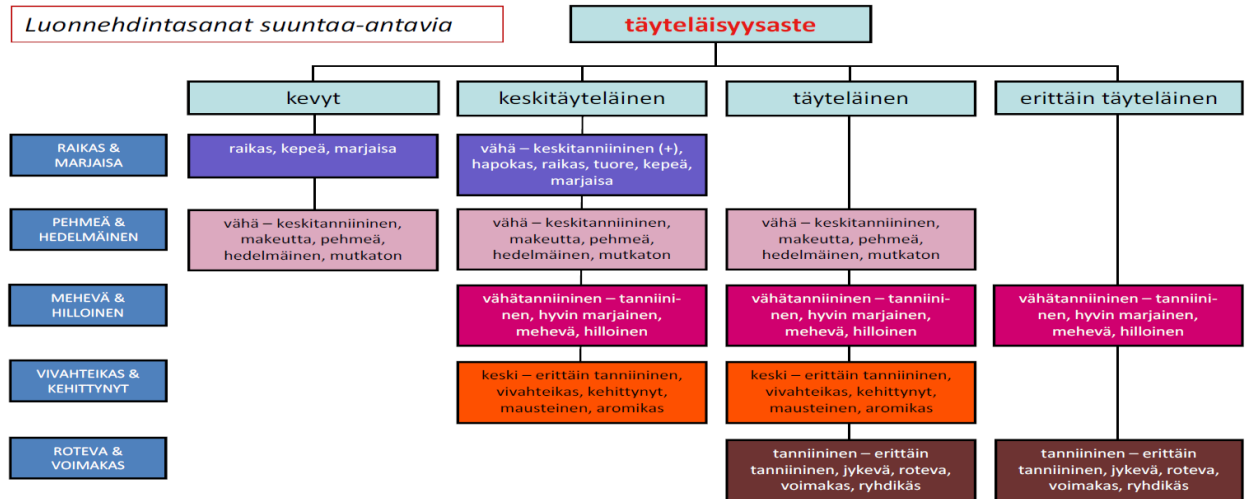 Luonnehdintasanat suuntaa-antavia
täyteläisyysaste
kevyt
keskitäyteläinen
täyteläinen
erittäin täyteläinen
RAIKAS &
MARJAISA
raikas, kepeä, marjaisa
vähä – keskitanniininen (+),
hapokas, raikas, tuore, kepeä,
marjaisa
PEHMEÄ &
HEDELMÄINEN
vähä – keskitanniininen,
makeutta, pehmeä,
hedelmäinen, mutkaton
vähä – keskitanniininen,
makeutta, pehmeä,
hedelmäinen, mutkaton
vähä – keskitanniininen,
makeutta, pehmeä,
hedelmäinen, mutkaton
MEHEVÄ &
HILLOINEN
vähätanniininen – tanniini-
nen, hyvin marjainen,
mehevä, hilloinen
vähätanniininen – tanniini-
nen, hyvin marjainen,
mehevä, hilloinen
vähätanniininen – tanniini-
nen, hyvin marjainen,
mehevä, hilloinen
VIVAHTEIKAS &
KEHITTYNYT
keski – erittäin tanniininen,
vivahteikas, kehittynyt,
mausteinen, aromikas
keski – erittäin tanniininen,
vivahteikas, kehittynyt,
mausteinen, aromikas
ROTEVA &
VOIMAKAS
tanniininen – erittäin
tanniininen, jykevä, roteva,
voimakas, ryhdikäs
tanniininen – erittäin
tanniininen, jykevä, roteva,
voimakas, ryhdikäs